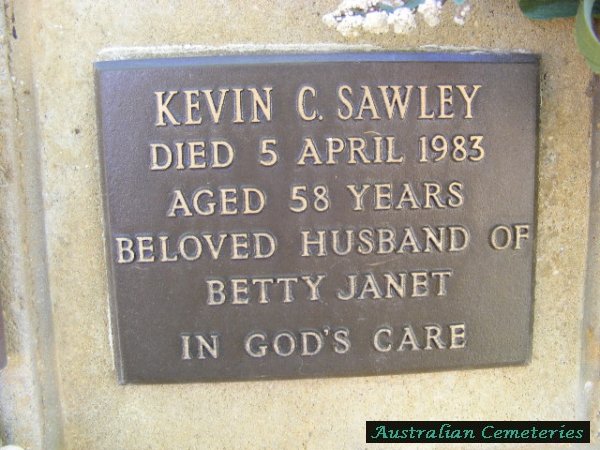 KEVIN C. SAWLEY
DIED 5 APRIL 1983
AGED 58 YEARS
BELOVED HUSBAND OF
BETTY JANET
IN GOD'S CARE
Australian Cemeteries